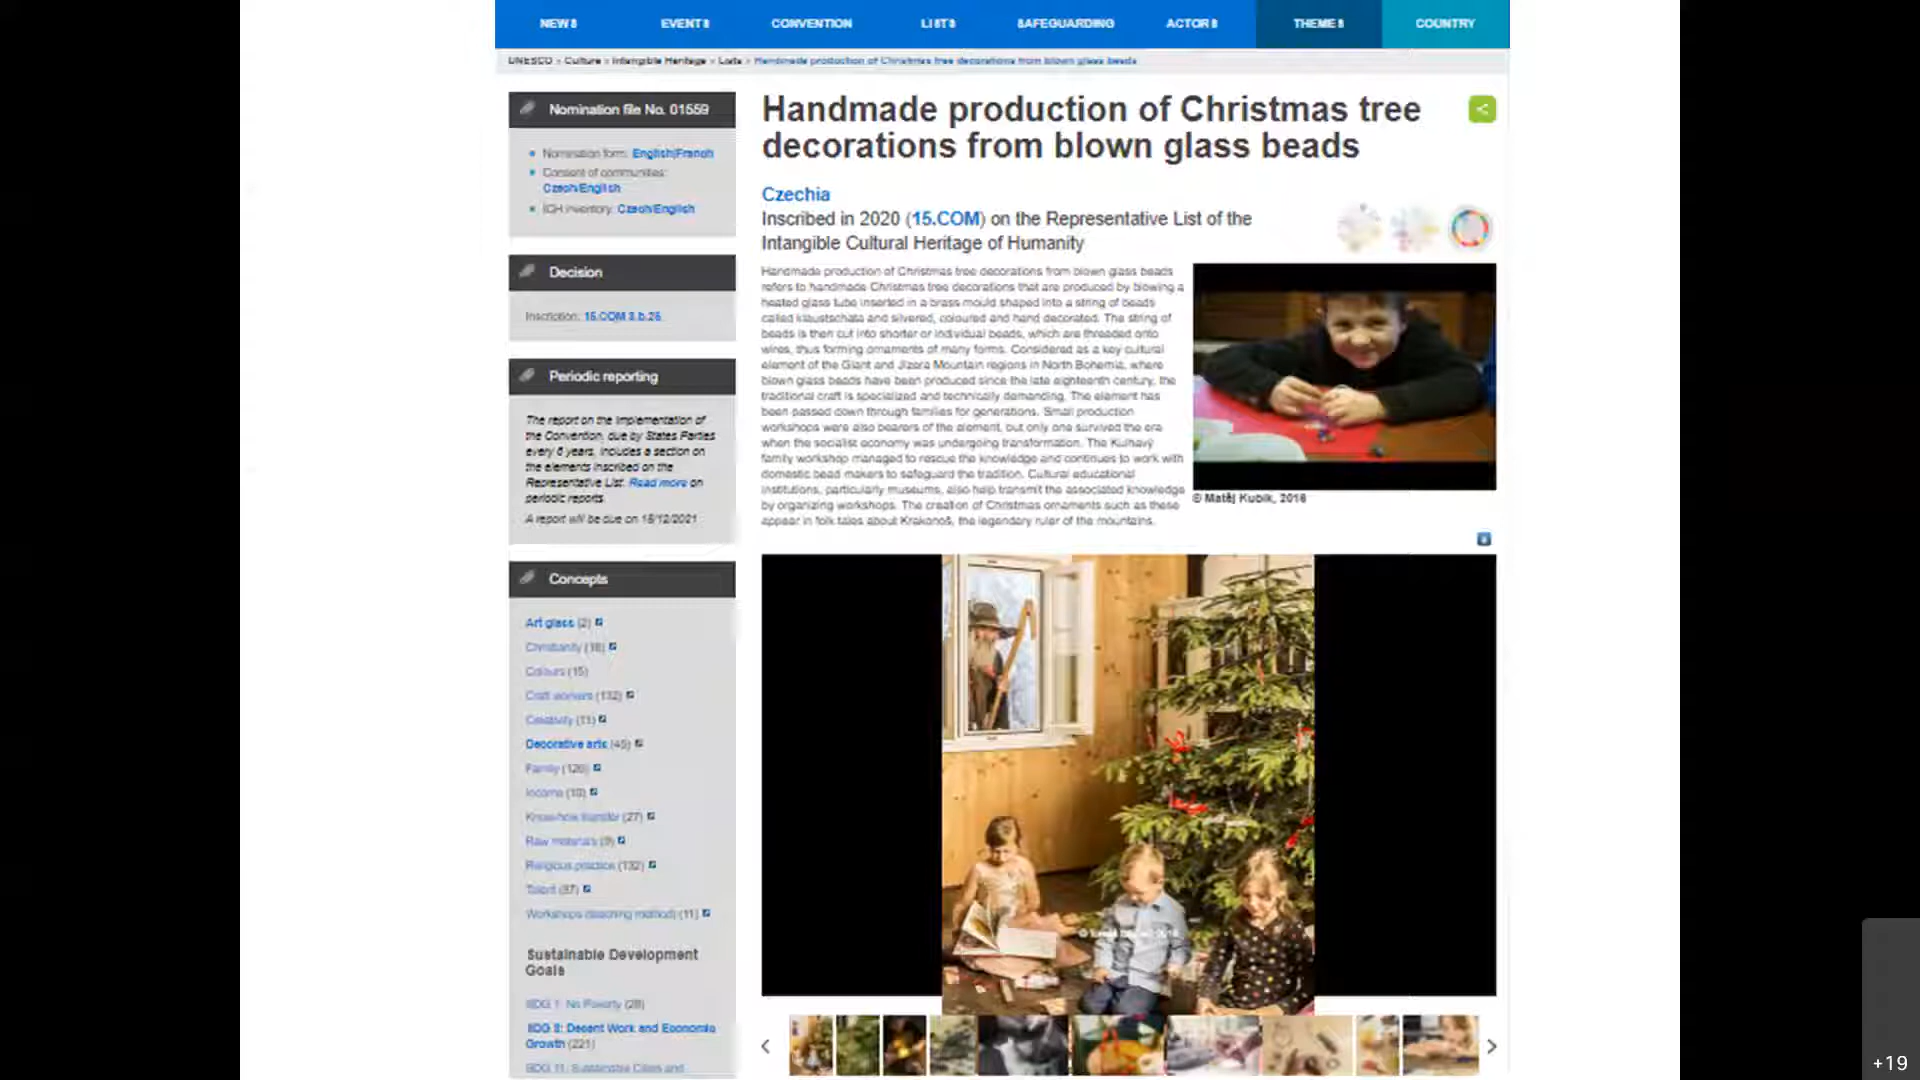 NEWS EVENTS CONVENTION LISTS SAFEGUARDING ACTORS THEMES COUNTRY
UNESCO » Culture » Intangible Heritage » Lists » Handmade production of Christmas tree decorations from blown glass beads
Nomination file No. 01559
Nomination form: English|French
Consent of communities:
Czech/English
ICH inventory: Czech/English
Decision
Inscription: 15.COM 8.b.25
Periodic reporting
The report on the implementation of
the Convention, due by States Parties
every 6 years, includes a section on
the elements inscribed on the
Representative List. Read more on
periodic reports
A report will be due on 15/12/2021
Concepts
Art glass (2)
Christianity (18)
Colours (15)
Craft workers (132)
Creativity (11)
Decorative arts (45)
Family (126)
Income (10)
Know-how transfer (27)
Raw materials (9)
Religious practice (132)
Talent (37)
Workshops (teaching method) (11)
Sustainable Development
Goals
SDG 1: No Poverty (28)
SDG 8: Decent Work and Economic
Growth (221)
SDG 11: Sustainable Cities and
Handmade production of Christmas tree
decorations from blown glass beads
Czechia
Inscribed in 2020 (15.COM) on the Representative List of the
Intangible Cultural Heritage of Humanity
Handmade production of Christmas tree decorations from blown glass beads
refers to handmade Christmas tree decorations that are produced by blowing a
heated glass tube inserted in a brass mould shaped into a string of beads
called klaustschata and silvered, coloured and hand decorated. The string of
beads is then cut into shorter or individual beads, which are threaded onto
wires, thus forming ornaments of many forms. Considered as a key cultural
element of the Giant and Jizera Mountain regions in North Bohemia, where
blown glass beads have been produced since the late eighteenth century, the
traditional craft is specialized and technically demanding. The element has
been passed down through families for generations. Small production
workshops were also bearers of the element, but only one survived the era
when the socialist economy was undergoing transformation. The Kulhavý
family workshop managed to rescue the knowledge and continues to work with
domestic bead makers to safeguard the tradition. Cultural educational
institutions, particularly museums, also help transmit the associated knowledge
by organizing workshops. The creation of Christmas ornaments such as these
appear in folk tales about Krakonoš, the legendary ruler of the mountains.
© Matěj Kubík, 2016
+19